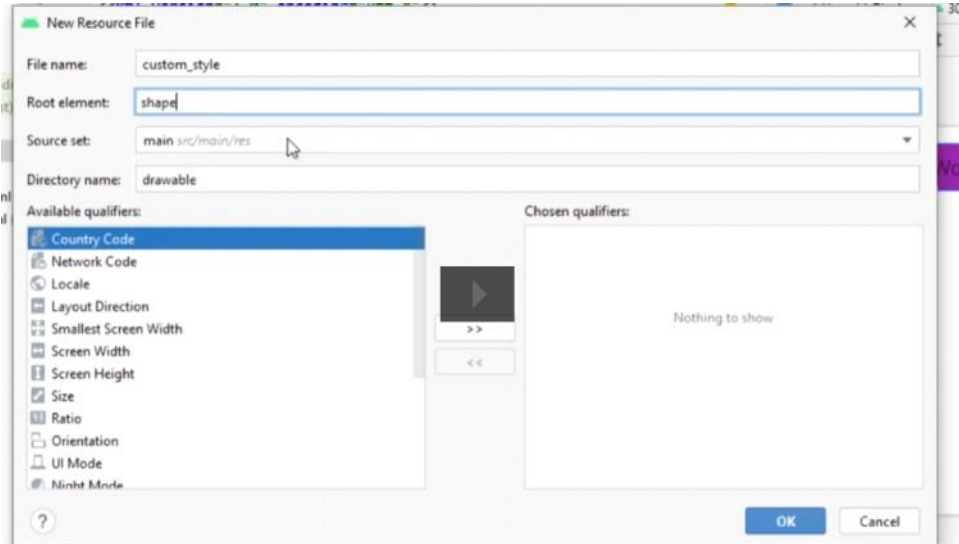 New Resource File
File name: custom_style
Root element: shape
Source set: main src/main/res
Directory name: drawable
Available qualifiers:
Chosen qualifiers:
Country Code
Network Code
Locale
Layout Direction
Smallest Screen Width
Screen Width
Screen Height
Size
Ratio
Orientation
UI Mode
Night Mode
>>
<<
Nothing to show
?
OK
Cancel